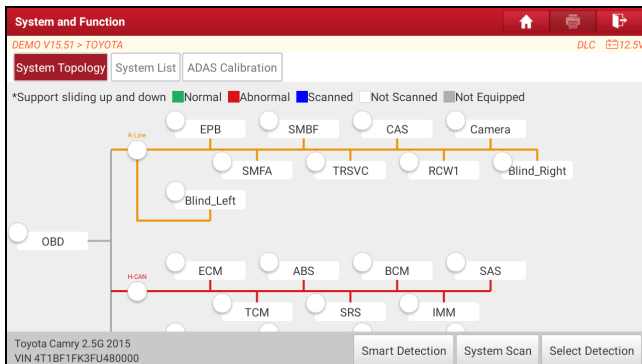 System and Function
DEMO V15.51 > TOYOTA
DLC 12.5V
System Topology System List ADAS Calibration
*Support sliding up and down Normal Abnormal Scanned Not Scanned Not Equipped
K-Line
EPB SMBF CAS Camera
SMFA TRSVC RCW1 Blind_Right
Blind_Left
OBD
H-CAN
ECM ABS BCM SAS
TCM SRS IMM
Toyota Camry 2.5G 2015
VIN 4T1BF1FK3FU480000
Smart Detection System Scan Select Detection